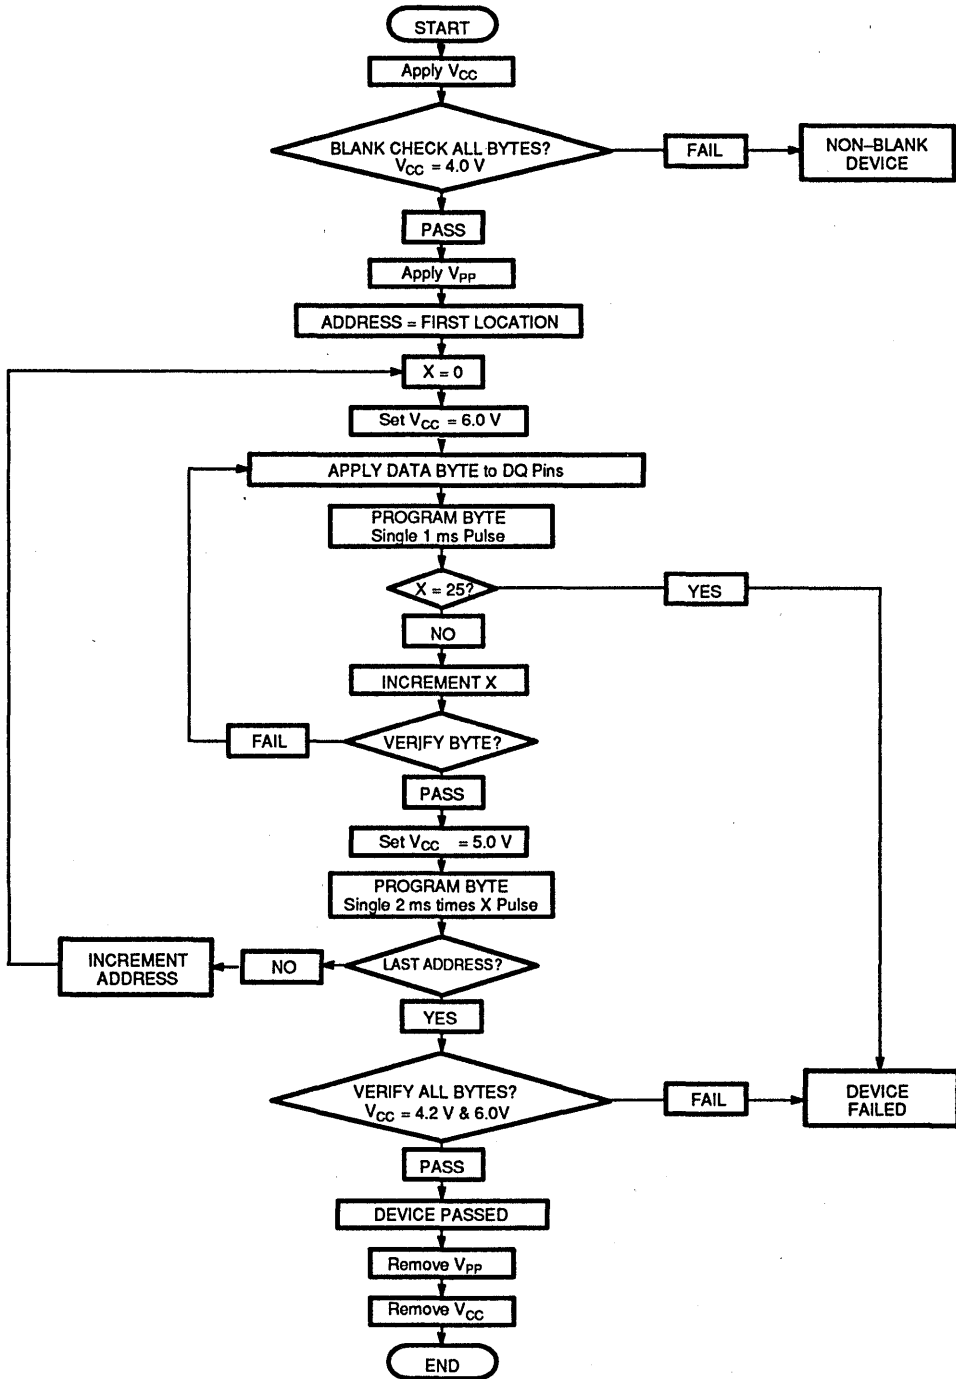 START
Apply VCC
BLANK CHECK ALL BYTES?
VCC = 4.0 V
FAIL
NON–BLANK
DEVICE
PASS
Apply VPP
ADDRESS = FIRST LOCATION
X = 0
Set VCC = 6.0 V
APPLY DATA BYTE to DQ Pins
PROGRAM BYTE
Single 1 ms Pulse
X = 25?
YES
NO
INCREMENT X
VERIFY BYTE?
FAIL
PASS
Set VCC = 5.0 V
PROGRAM BYTE
Single 2 ms times X Pulse
LAST ADDRESS?
NO
INCREMENT
ADDRESS
YES
VERIFY ALL BYTES?
VCC = 4.2 V & 6.0V
FAIL
DEVICE
FAILED
PASS
DEVICE PASSED
Remove VPP
Remove VCC
END